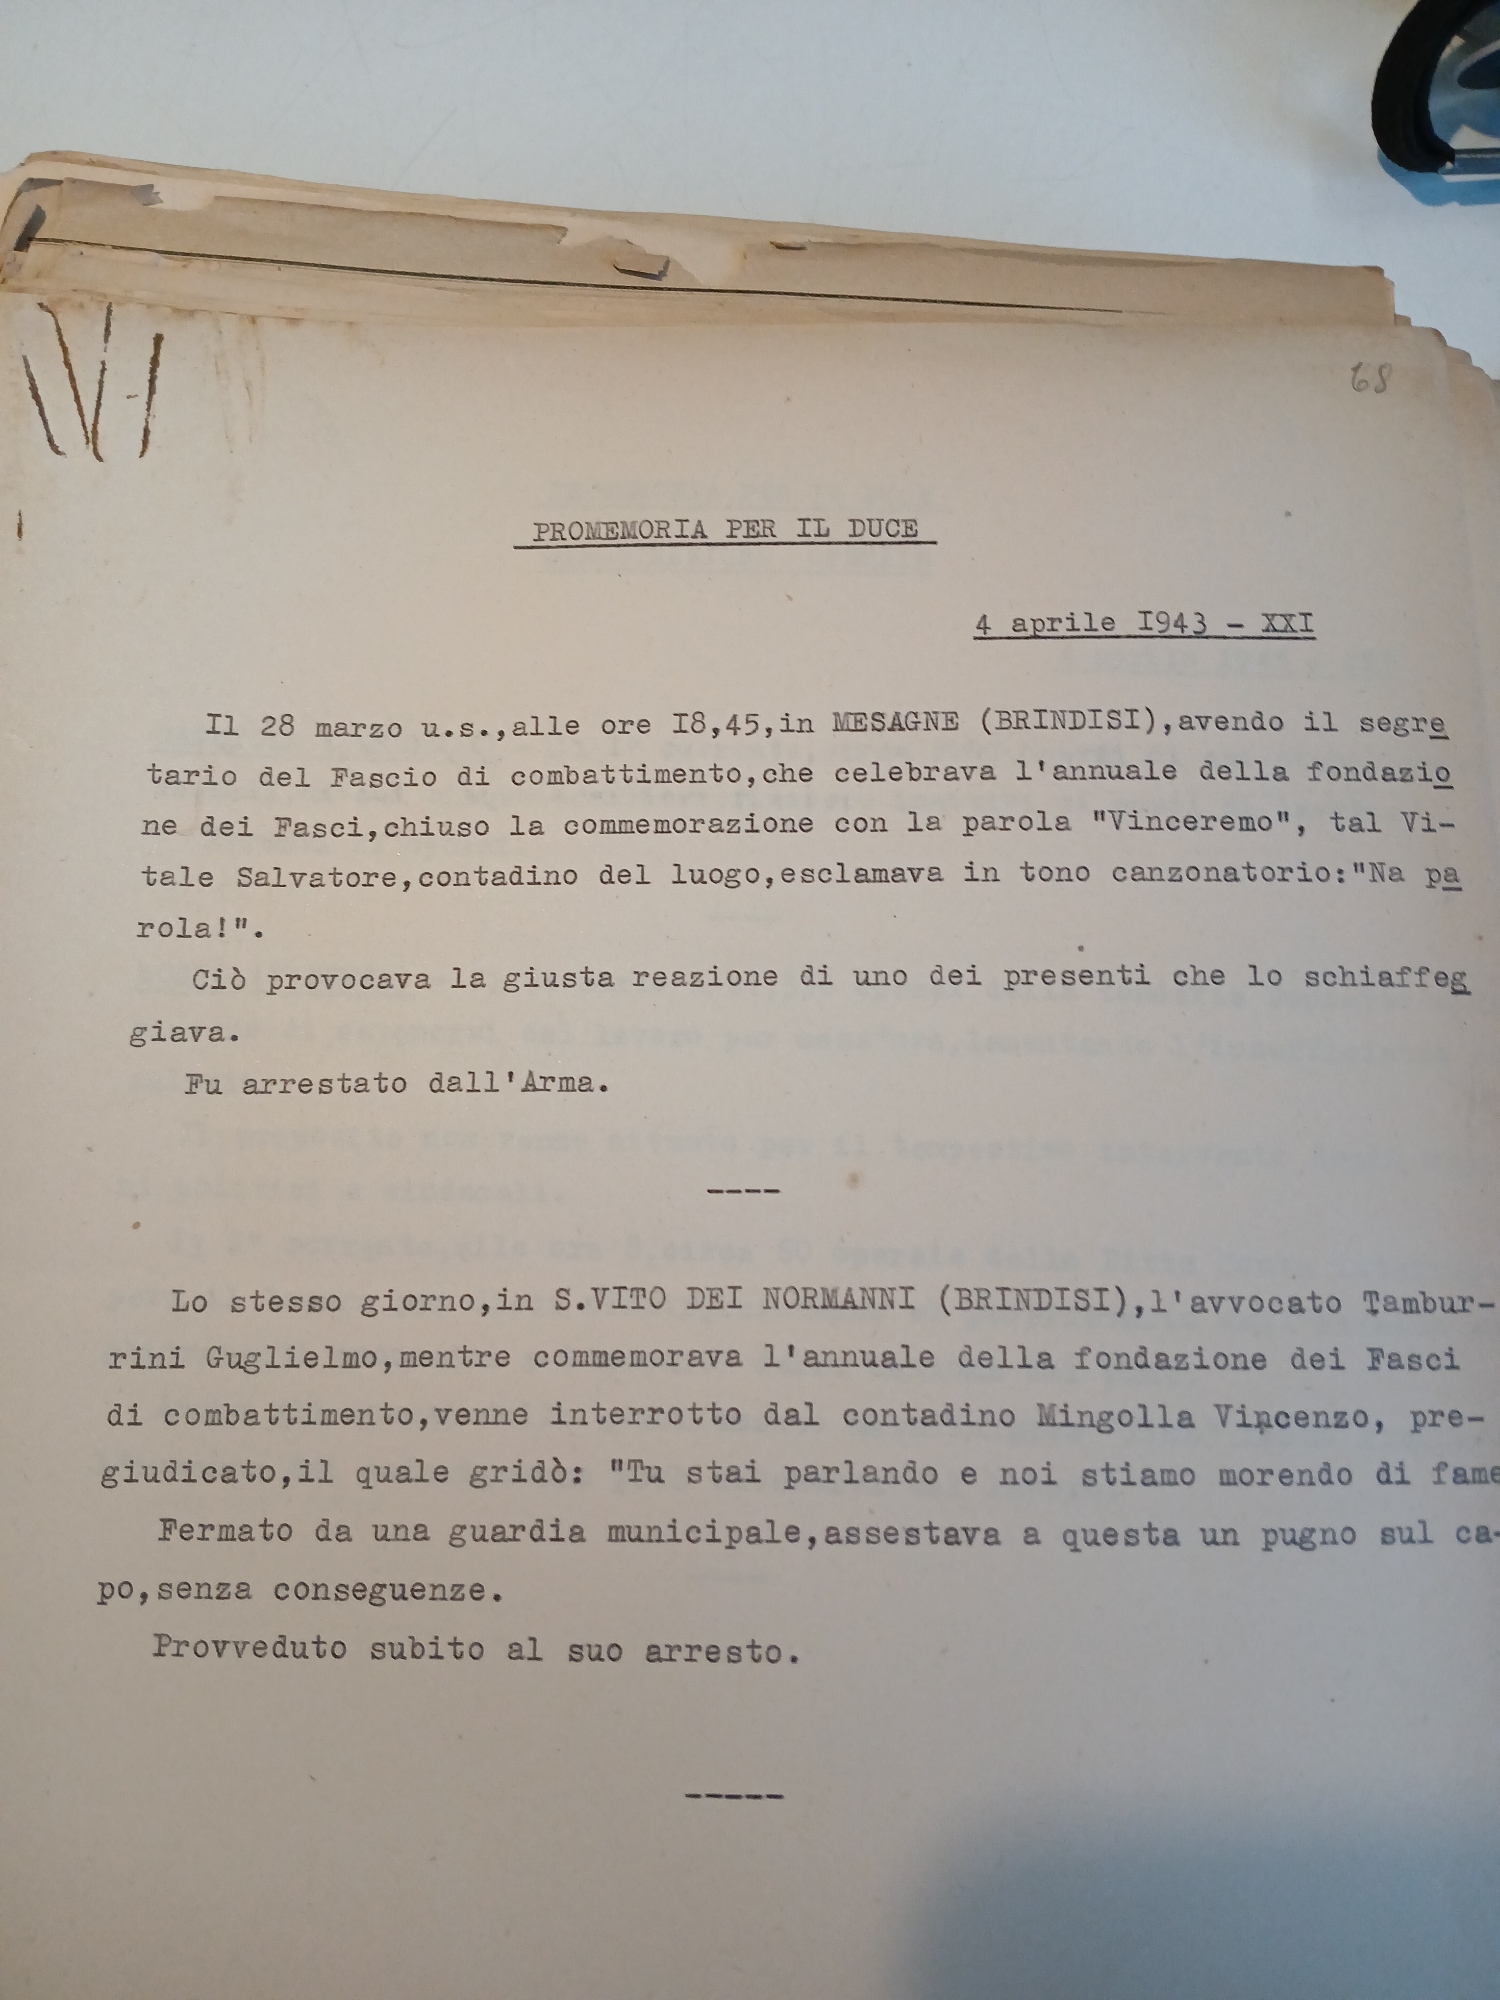 VI
68
PROMEMORIA PER IL DUCE
4 aprile I943 - XXI
Il 28 marzo u.s.,alle ore I8,45,in MESAGNE (BRINDISI),avendo il segre
tario del Fascio di combattimento,che celebrava l'annuale della fondazio
ne dei Fasci,chiuso la commemorazione con la parola "Vinceremo", tal Vi-
tale Salvatore,contadino del luogo,esclamava in tono canzonatorio:"Na pa
rola!".
Ciò provocava la giusta reazione di uno dei presenti che lo schiaffeg
giava.
Fu arrestato dall'Arma.
----
Lo stesso giorno,in S.VITO DEI NORMANNI (BRINDISI),l'avvocato Tambur-
rini Guglielmo,mentre commemorava l'annuale della fondazione dei Fasci
di combattimento,venne interrotto dal contadino Mingolla Vincenzo, pre-
giudicato,il quale gridò: "Tu stai parlando e noi stiamo morendo di fame
Fermato da una guardia municipale,assestava a questa un pugno sul ca-
po,senza conseguenze.
Provveduto subito al suo arresto.
-----